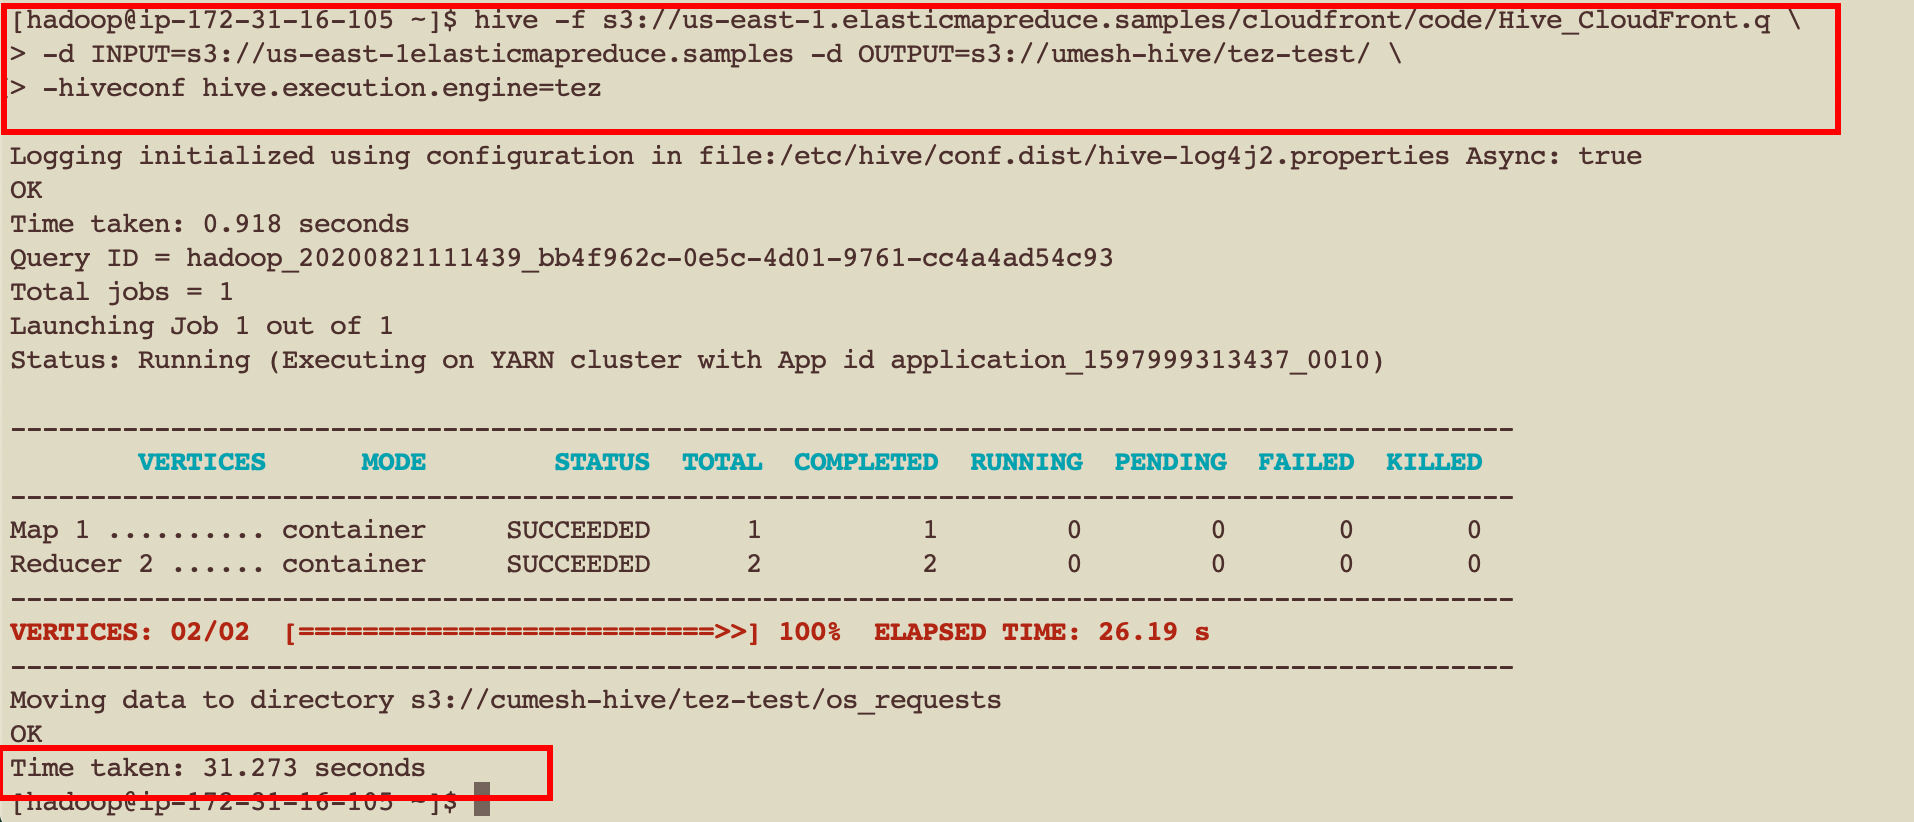 [hadoop@ip-172-31-16-105 ~]$ hive -f s3://us-east-1.elasticmapreduce.samples/cloudfront/code/Hive_CloudFront.q \
> -d INPUT=s3://us-east-1elasticmapreduce.samples -d OUTPUT=s3://umesh-hive/tez-test/ \
> -hiveconf hive.execution.engine=tez
Logging initialized using configuration in file:/etc/hive/conf.dist/hive-log4j2.properties Async: true
OK
Time taken: 0.918 seconds
Query ID = hadoop_20200821111439_bb4f962c-0e5c-4d01-9761-cc4a4ad54c93
Total jobs = 1
Launching Job 1 out of 1
Status: Running (Executing on YARN cluster with App id application_1597999313437_0010)
----------------------------------------------------------------------------------------------
        VERTICES      MODE        STATUS  TOTAL  COMPLETED  RUNNING  PENDING  FAILED  KILLED
----------------------------------------------------------------------------------------------
Map 1 .......... container     SUCCEEDED      1          1        0        0       0       0
Reducer 2 ...... container     SUCCEEDED      2          2        0        0       0       0
----------------------------------------------------------------------------------------------
VERTICES: 02/02  [==========================>>] 100%  ELAPSED TIME: 26.19 s
----------------------------------------------------------------------------------------------
Moving data to directory s3://cumesh-hive/tez-test/os_requests
OK
Time taken: 31.273 seconds
[hadoop@ip-172-31-16-105 ~]$